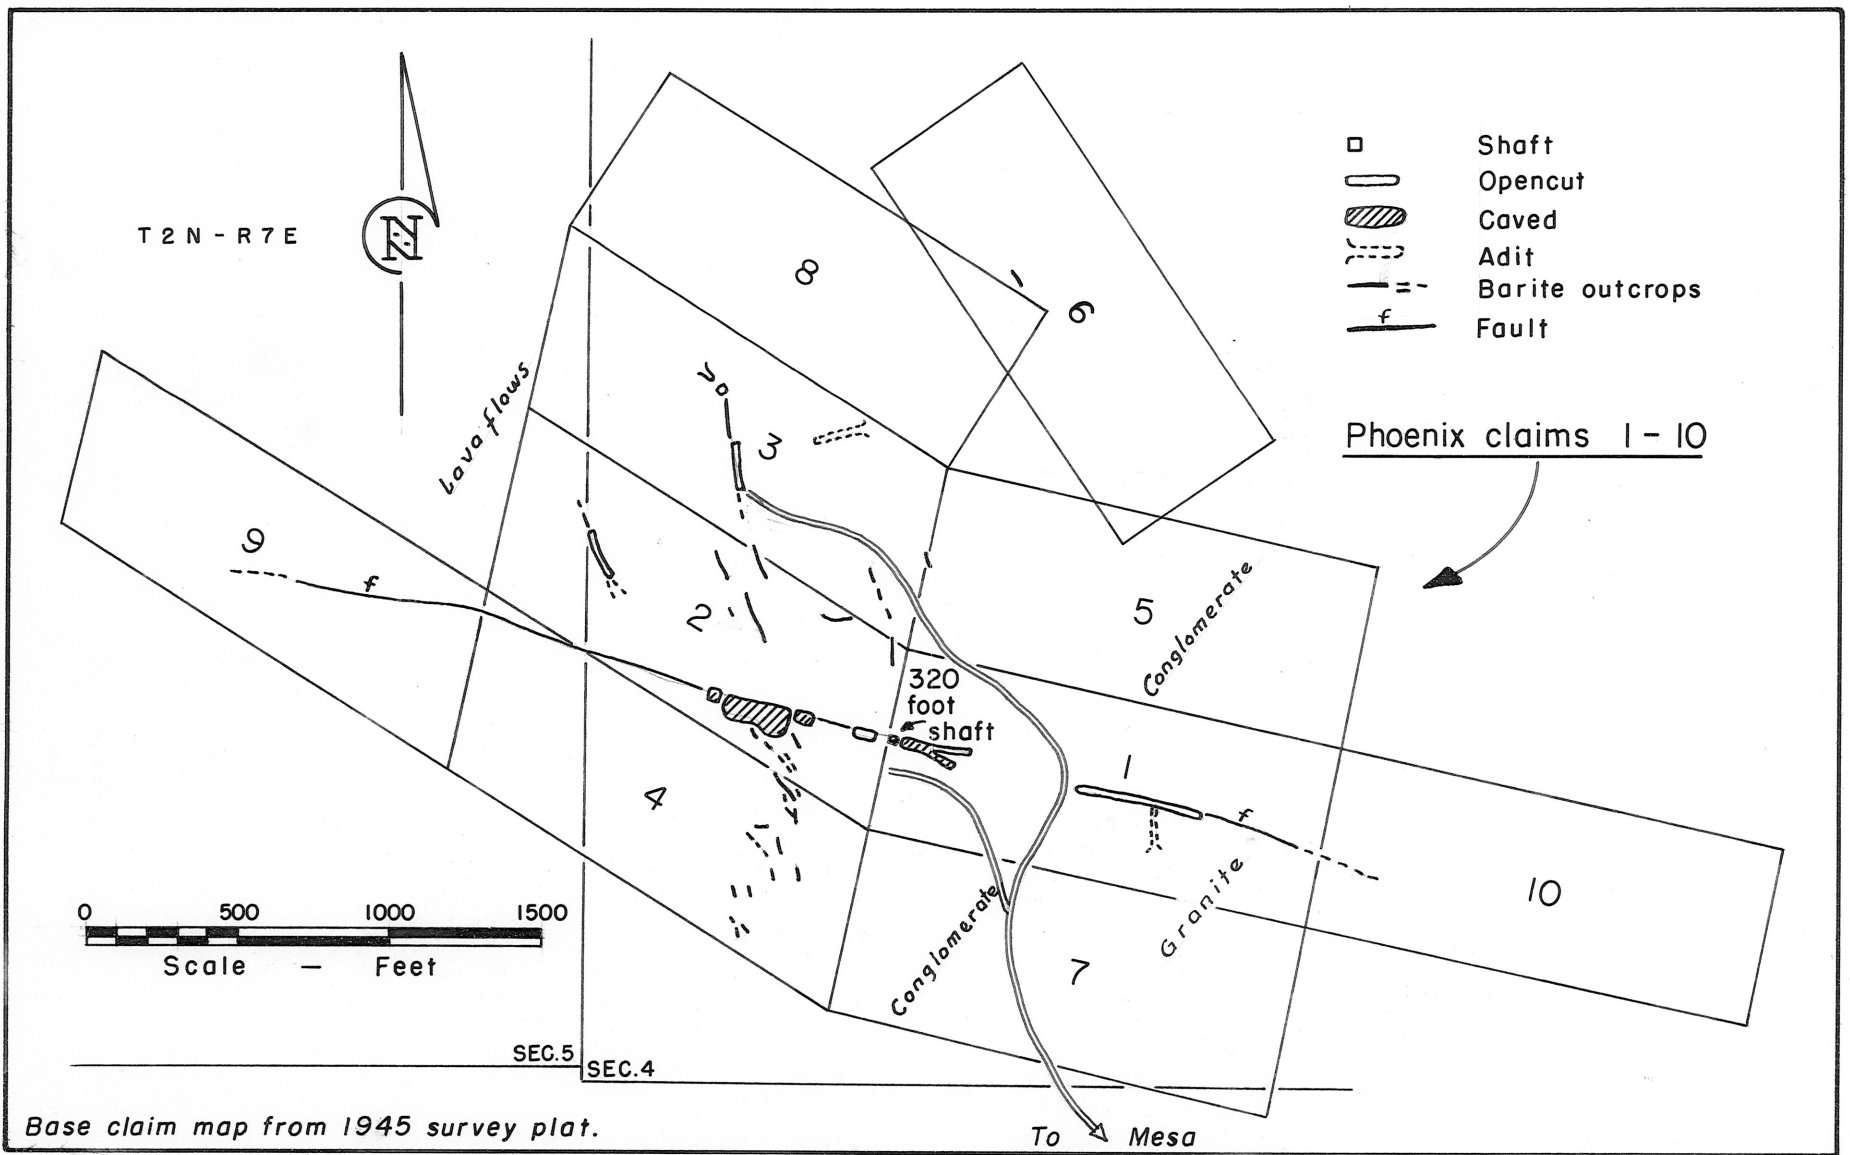 T2N-R7E
N
Shaft
Opencut
Caved
Adit
Barite outcrops
f
Fault
Phoenix claims 1-10
8
6
Lava flows
3
9
f
2
5
Conglomerate
320
foot
shaft
1
f
4
10
Granite
Conglomerate
7
0 500 1000 1500
Scale — Feet
SEC.5
SEC.4
Base claim map from 1945 survey plat.
To Mesa